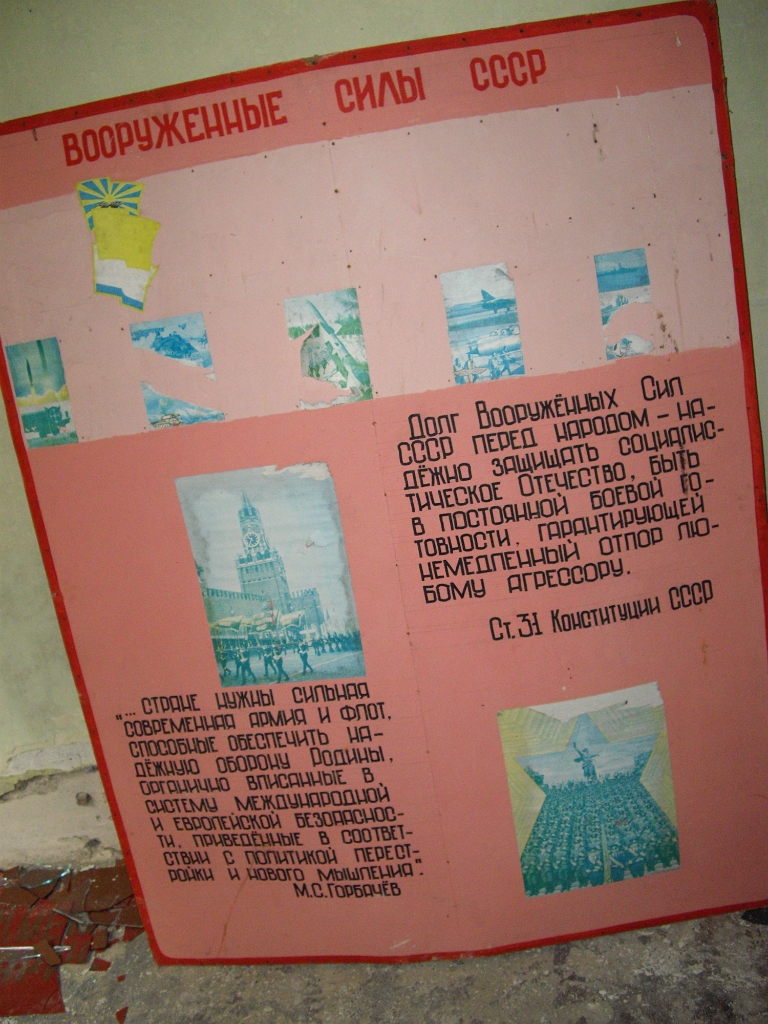 ВООРУЖЕННЫЕ СИЛЫ СССР
Долг Вооружённых Сил
СССР перед народом – на-
дёжно защищать социалис-
тическое Отечество, быть
в постоянной боевой го-
товности, гарантирующей
немедленный отпор лю-
бому агрессору.
Ст. 31 Конституции СССР
"... Стране нужны сильная
современная армия и флот,
способные обеспечить на-
дёжную оборону Родины,
органично вписанные в
систему международной
и европейской безопаснос-
ти, приведённые в соответ-
ствии с политикой перест-
ройки и нового мышления".
М.С. Горбачёв